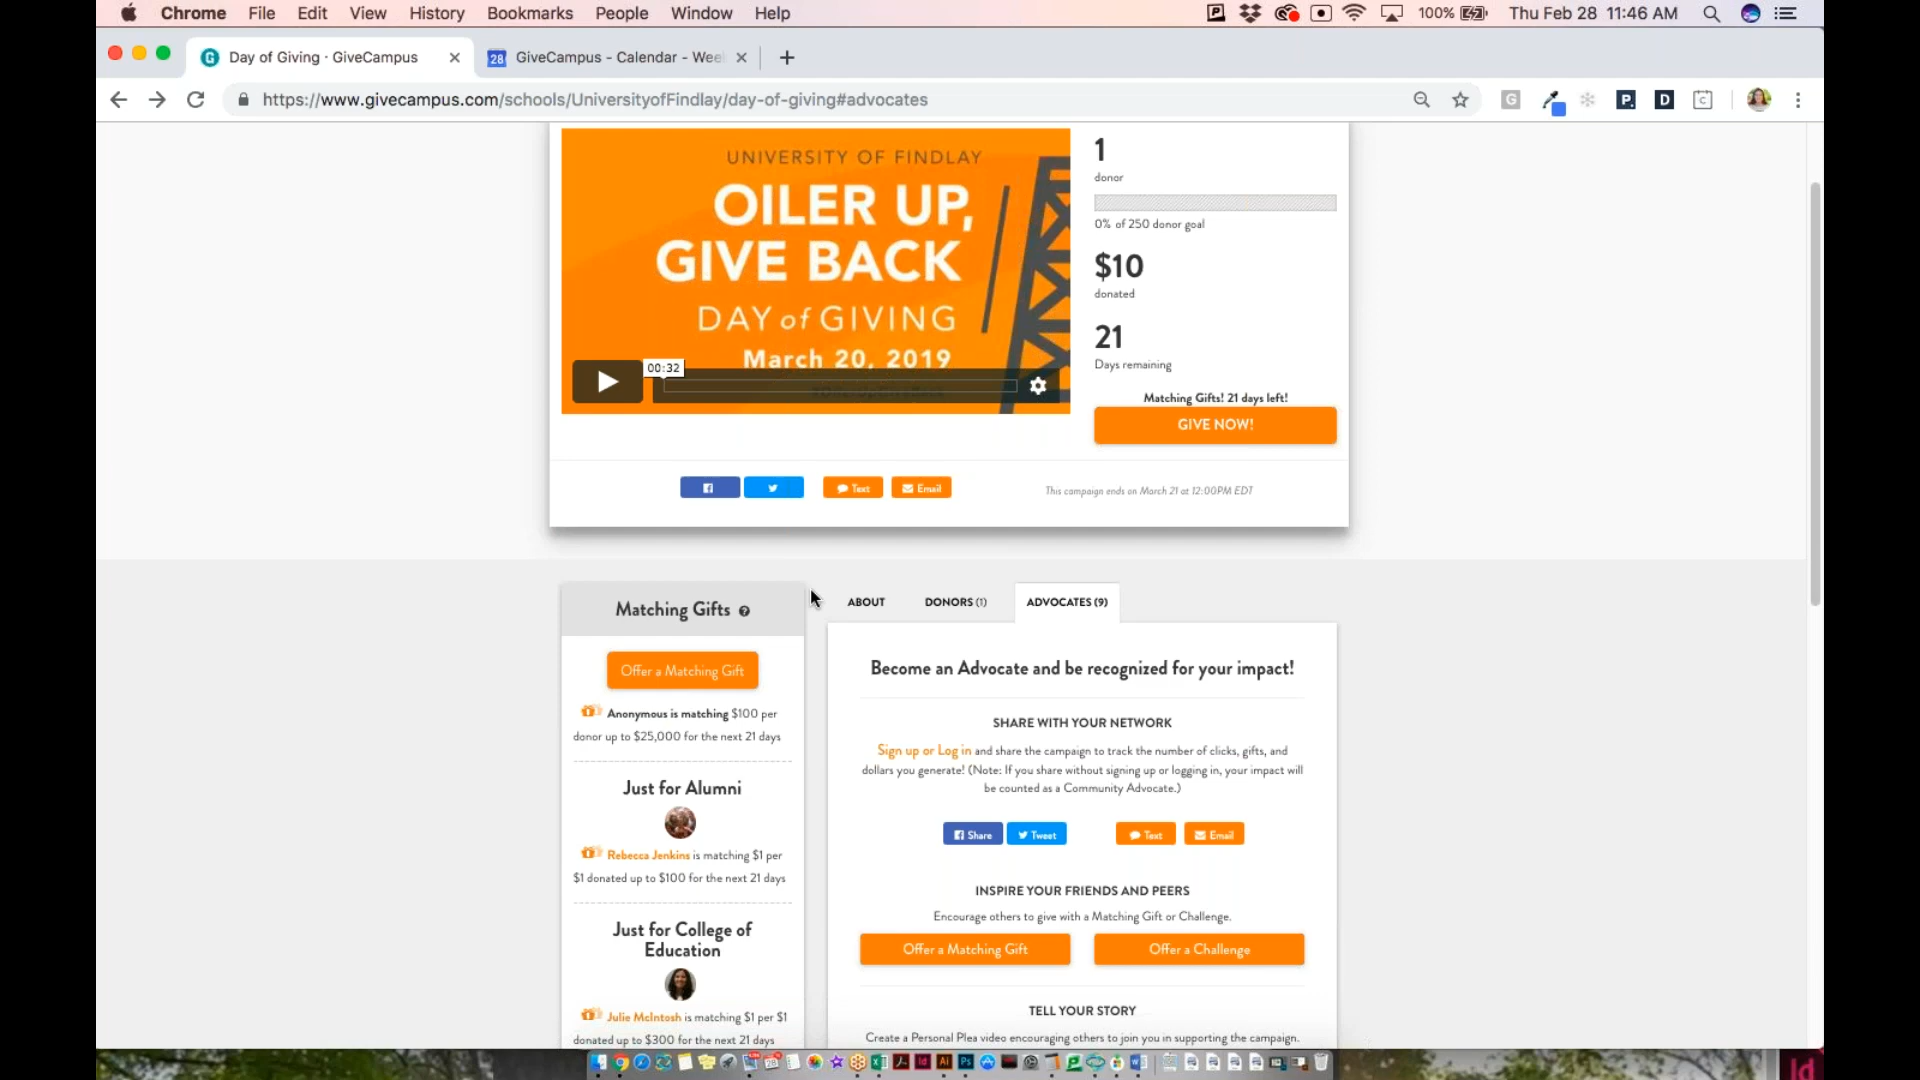 Chrome File Edit View History Bookmarks People Window Help 100% Thu Feb 28 11:46 AM
Day of Giving · GiveCampus
28 GiveCampus - Calendar - Wee
https://www.givecampus.com/schools/UniversityofFindlay/day-of-giving#advocates
UNIVERSITY OF FINDLAY
OILER UP,
GIVE BACK
DAY of GIVING
March 20, 2019
00:32
1
donor
0% of 250 donor goal
$10
donated
21
Days remaining
Matching Gifts! 21 days left!
GIVE NOW!
Text Email
This campaign ends on March 21 at 12:00PM EDT
Matching Gifts ?
Offer a Matching Gift
Anonymous is matching $100 per
donor up to $25,000 for the next 21 days
Just for Alumni
Rebecca Jenkins is matching $1 per
$1 donated up to $100 for the next 21 days
Just for College of
Education
Julie McIntosh is matching $1 per $1
donated up to $300 for the next 21 days
ABOUT DONORS (1) ADVOCATES (9)
Become an Advocate and be recognized for your impact!
SHARE WITH YOUR NETWORK
Sign up or Log in and share the campaign to track the number of clicks, gifts, and
dollars you generate! (Note: If you share without signing up or logging in, your impact will
be counted as a Community Advocate.)
Share Tweet Text Email
INSPIRE YOUR FRIENDS AND PEERS
Encourage others to give with a Matching Gift or Challenge.
Offer a Matching Gift Offer a Challenge
TELL YOUR STORY
Create a Personal Plea video encouraging others to join you in supporting the campaign.
Id